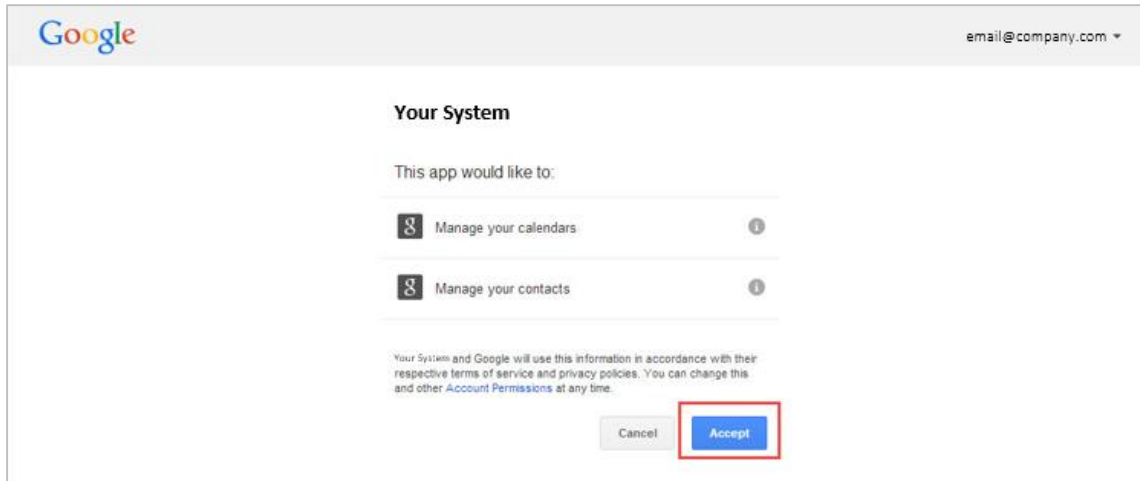 Google
email@company.com
Your System
This app would like to:
8 Manage your calendars
8 Manage your contacts
Your System and Google will use this information in accordance with their
respective terms of service and privacy policies. You can change this
and other Account Permissions at any time.
Cancel Accept